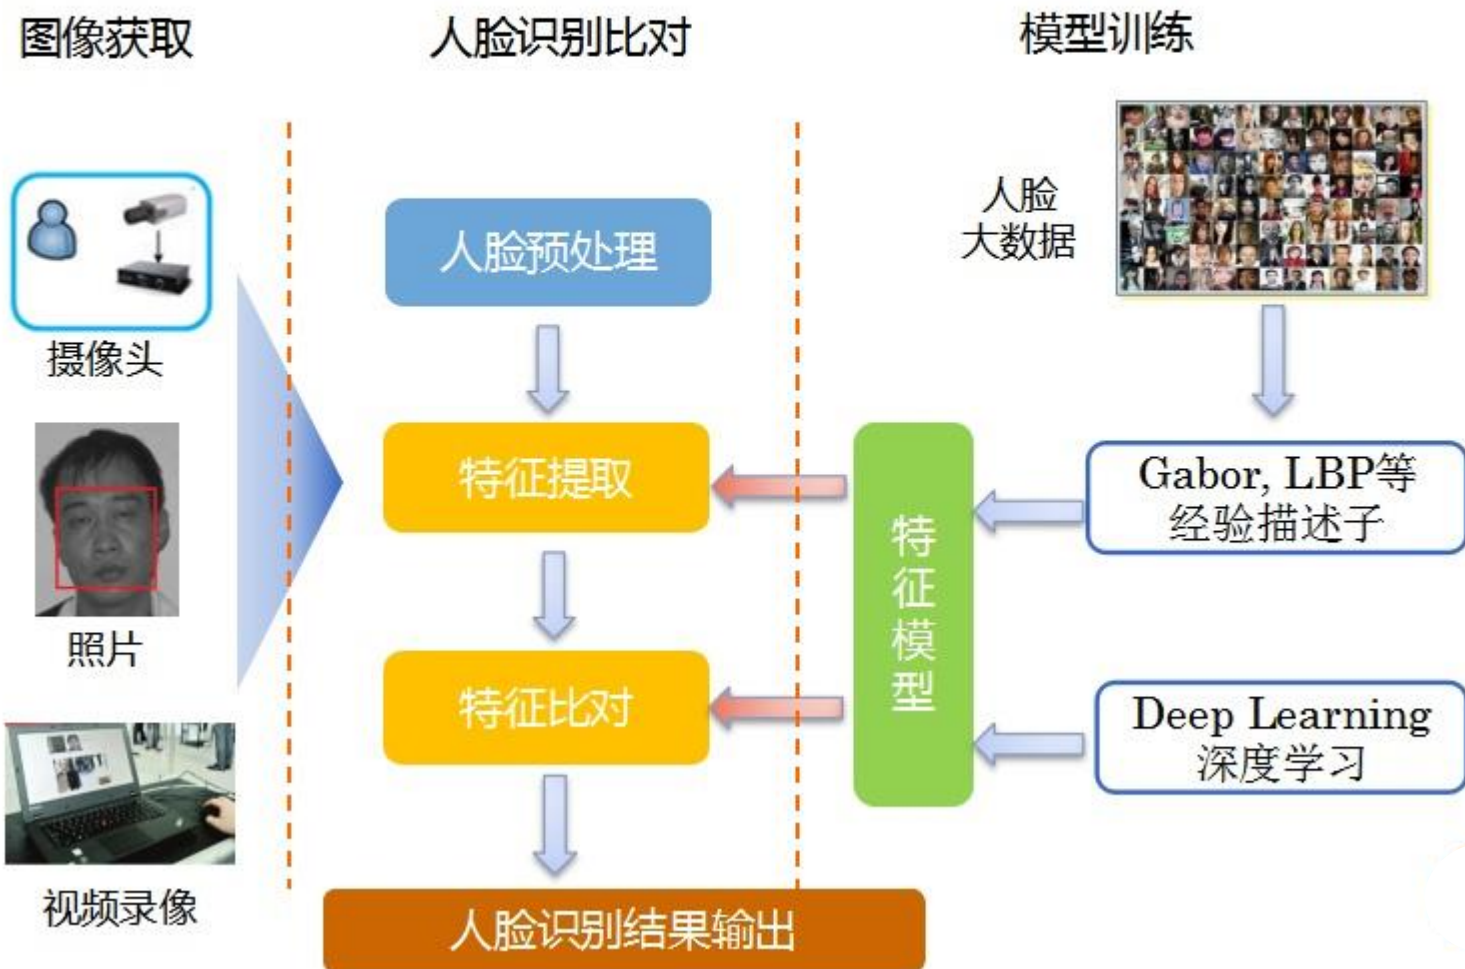 图像获取
人脸识别比对
模型训练
摄像头
照片
视频录像
人脸预处理
特征提取
特征比对
人脸识别结果输出
人脸
大数据
特征模型
Gabor, LBP等
经验描述子
Deep Learning
深度学习